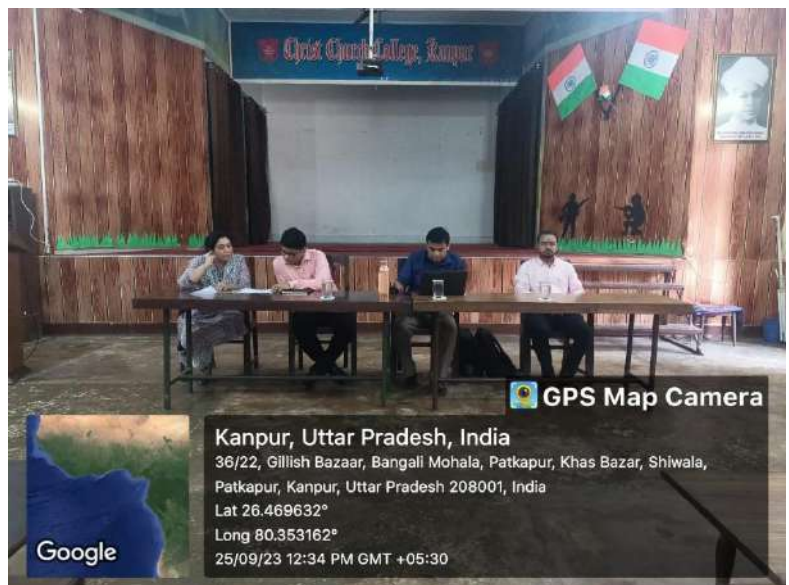 Christ Church College, Kanpur
GPS Map Camera
Kanpur, Uttar Pradesh, India
36/22, Gillish Bazaar, Bangali Mohala, Patkapur, Khas Bazar, Shiwala,
Patkapur, Kanpur, Uttar Pradesh 208001, India
Lat 26.469632°
Long 80.353162°
25/09/23 12:34 PM GMT +05:30
Google